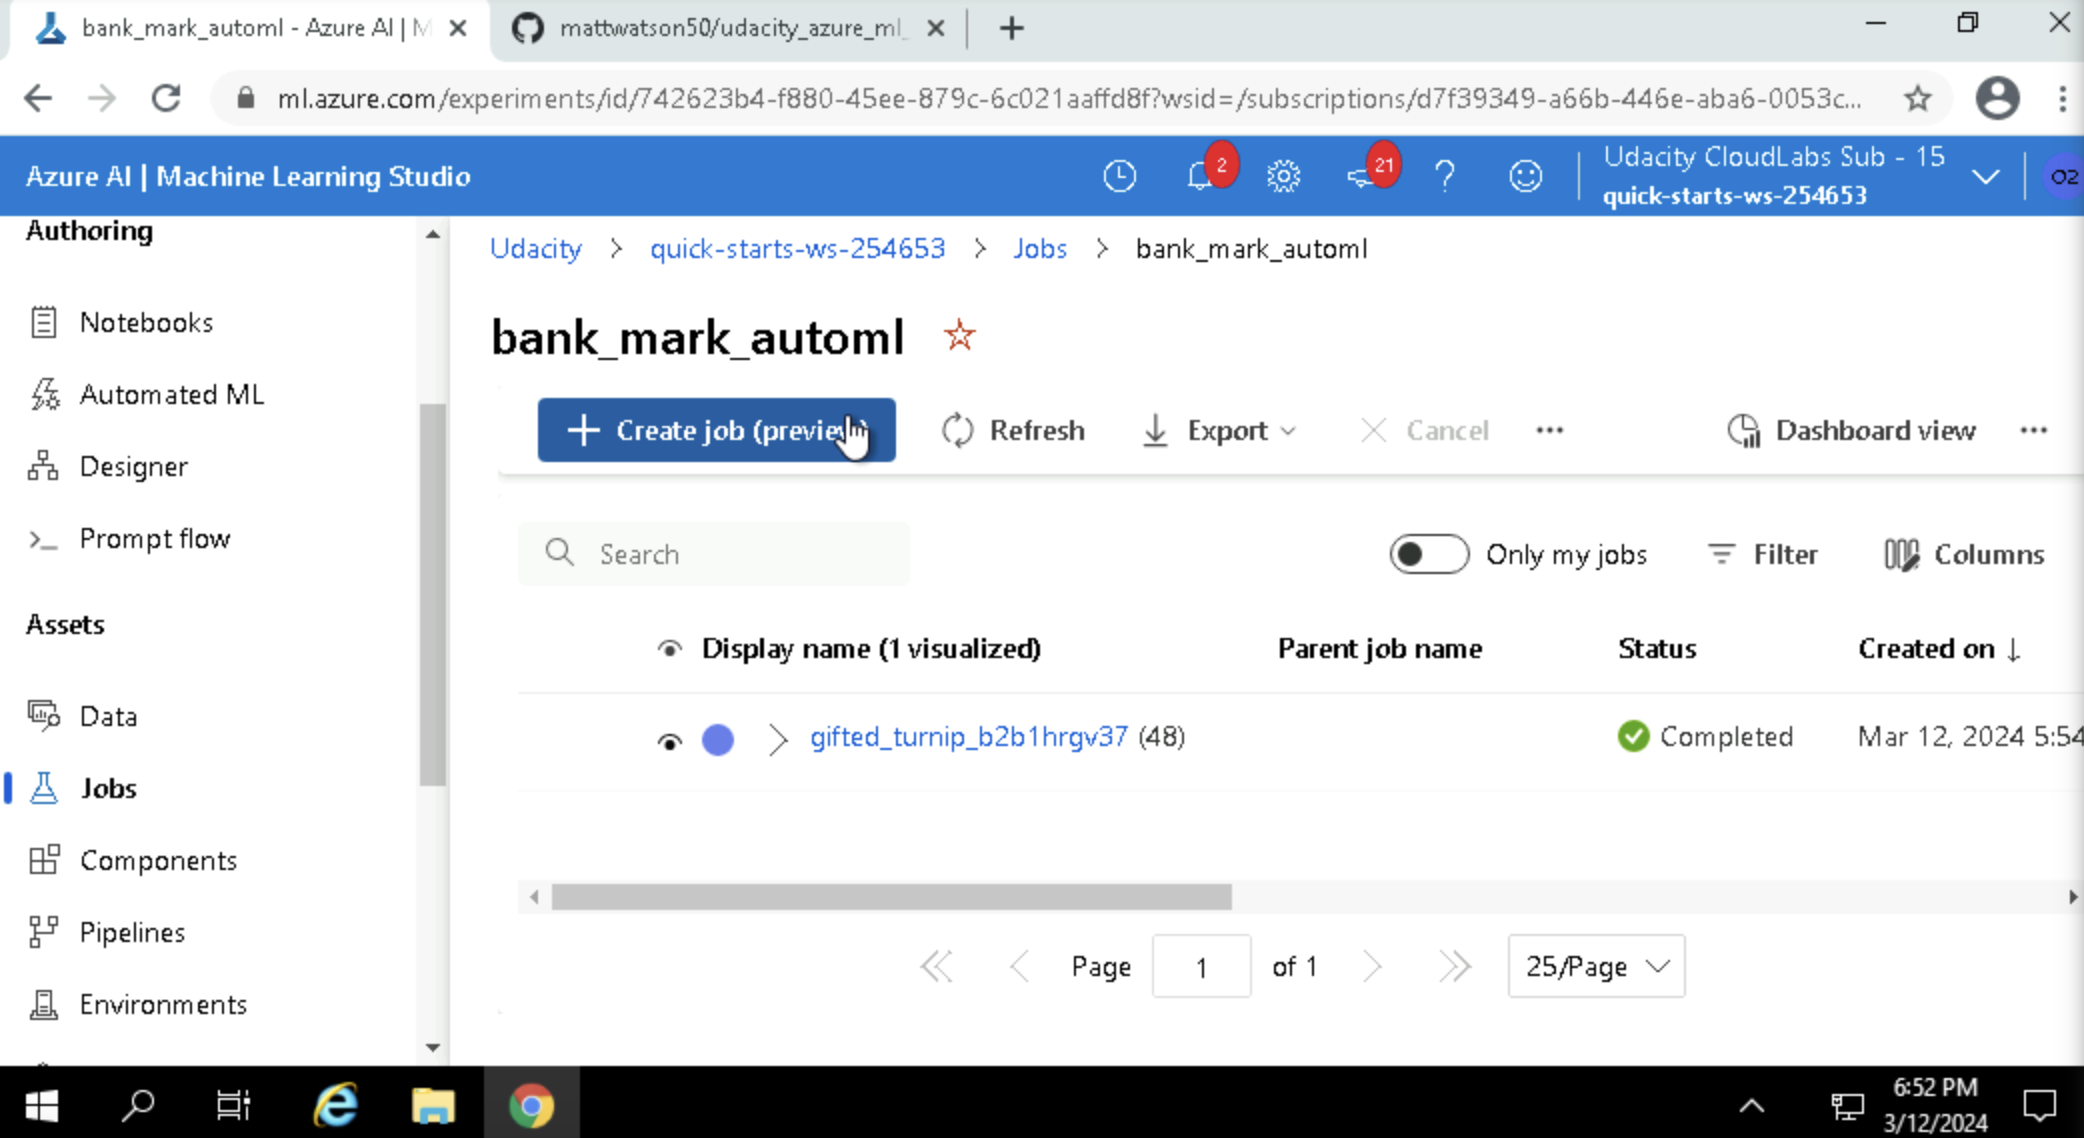 bank_mark_automl - Azure AI | M
mattwatson50/udacity_azure_ml_
ml.azure.com/experiments/id/742623b4-f880-45ee-879c-6c021aaffd8f?wsid=/subscriptions/d7f39349-a66b-446e-aba6-0053c...
Azure AI | Machine Learning Studio
2
21
Udacity CloudLabs Sub - 15
quick-starts-ws-254653
O2
Authoring
Notebooks
Automated ML
Designer
Prompt flow
Assets
Data
Jobs
Components
Pipelines
Environments
Udacity > quick-starts-ws-254653 > Jobs > bank_mark_automl
bank_mark_automl
Create job (preview)
Refresh
Export
Cancel
Dashboard view
Search
Only my jobs
Filter
Columns
Display name (1 visualized)
Parent job name
Status
Created on ↓
gifted_turnip_b2b1hrgv37 (48)
Completed
Mar 12, 2024 5:54
Page 1 of 1
25/Page
6:52 PM
3/12/2024